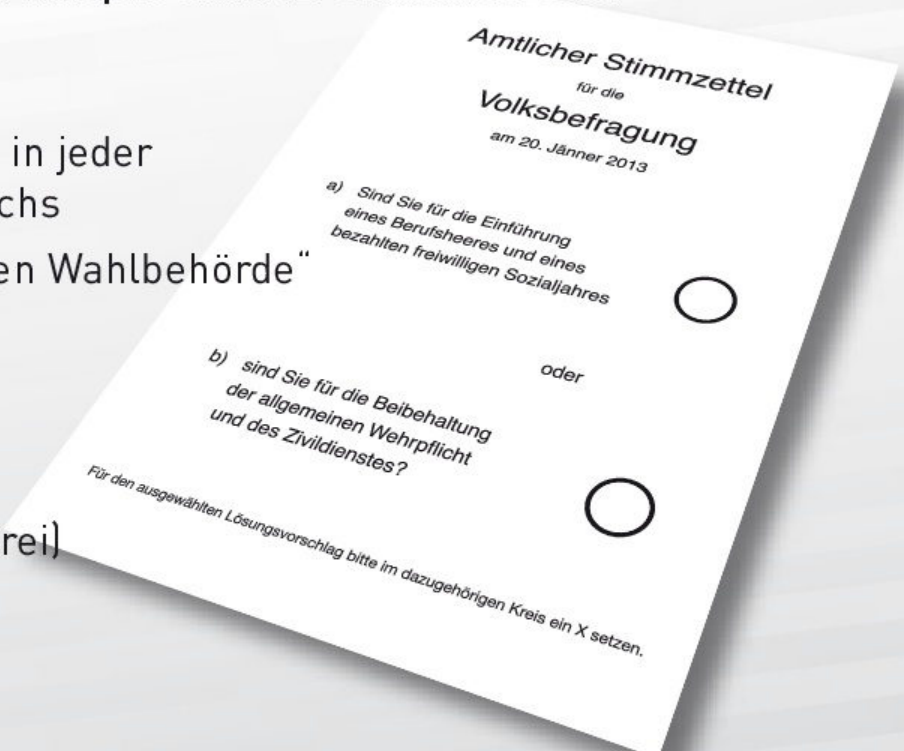 in jeder
chs
en Wahlbehörde“
rei)
Amtlicher Stimmzettel
für die
Volksbefragung
am 20. Jänner 2013
a) Sind Sie für die Einführung
eines Berufsheeres und eines
bezahlten freiwilligen Sozialjahres
oder
b) sind Sie für die Beibehaltung
der allgemeinen Wehrpflicht
und des Zivildienstes?
Für den ausgewählten Lösungsvorschlag bitte im dazugehörigen Kreis ein X setzen.